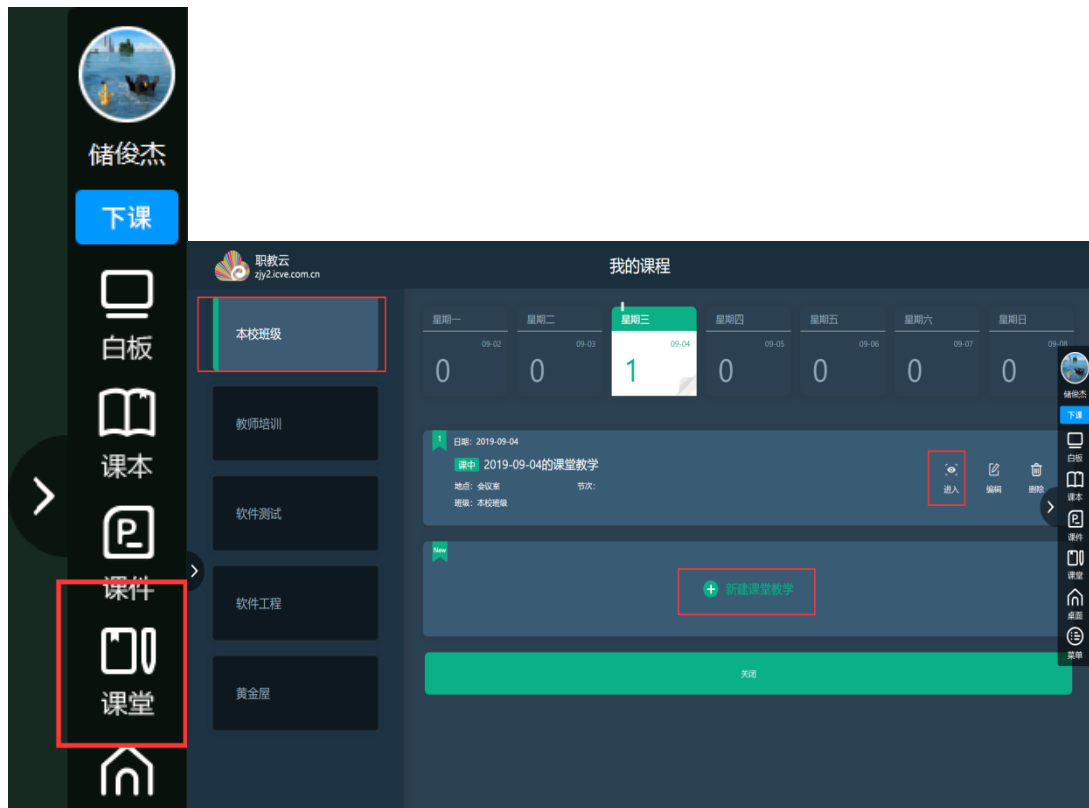 储俊杰
下课
白板
课本
课件
课堂
职教云
zjy2.icve.com.cn
我的课程
本校班级
教师培训
软件测试
软件工程
黄金屋
星期一 星期二 星期三 星期四 星期五 星期六 星期日
09-02 09-03 09-04 09-05 09-06 09-07 09-08
0 0 1 0 0 0 0
1 日期: 2019-09-04
课中 2019-09-04的课堂教学
地点: 会议室 节次:
班级: 本校班级
进入 编辑 删除
New
新建课堂教学
关闭
储俊杰
下课
白板
课本
课件
课堂
桌面
菜单